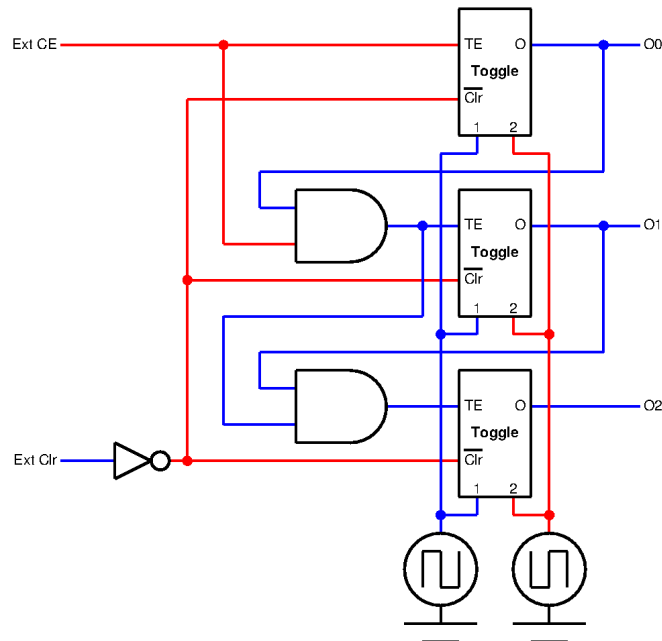 Ext CE
TE
O
O0
Toggle
Clr
1
2
TE
O
O1
Toggle
Clr
1
2
TE
O
O2
Toggle
Ext Clr
Clr
1
2